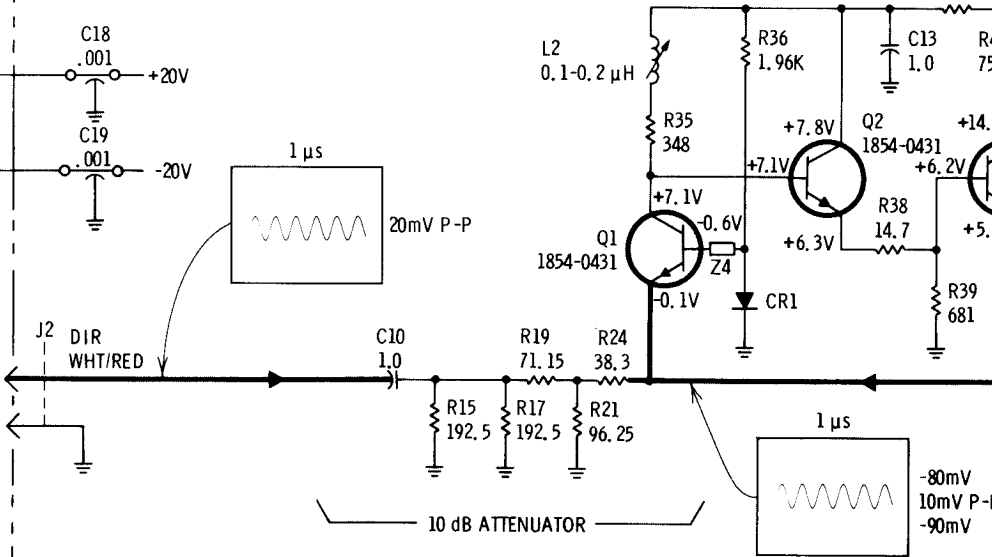 C18
.001
+20V
C19
.001
-20V
1 μs
20mV P-P
J2
DIR
WHT/RED
C10
1.0
R19
71.15
R24
38.3
R15
192.5
R17
192.5
R21
96.25
10 dB ATTENUATOR
L2
0.1-0.2 μH
R36
1.96K
C13
1.0
R35
348
+7.8V
Q2
1854-0431
+7.1V
+6.2V
+14.
+7.1V
-0.6V
Q1
1854-0431
Z4
-0.1V
+6.3V
R38
14.7
+5.
CR1
R39
681
1 μs
-80mV
10mV P-
-90mV